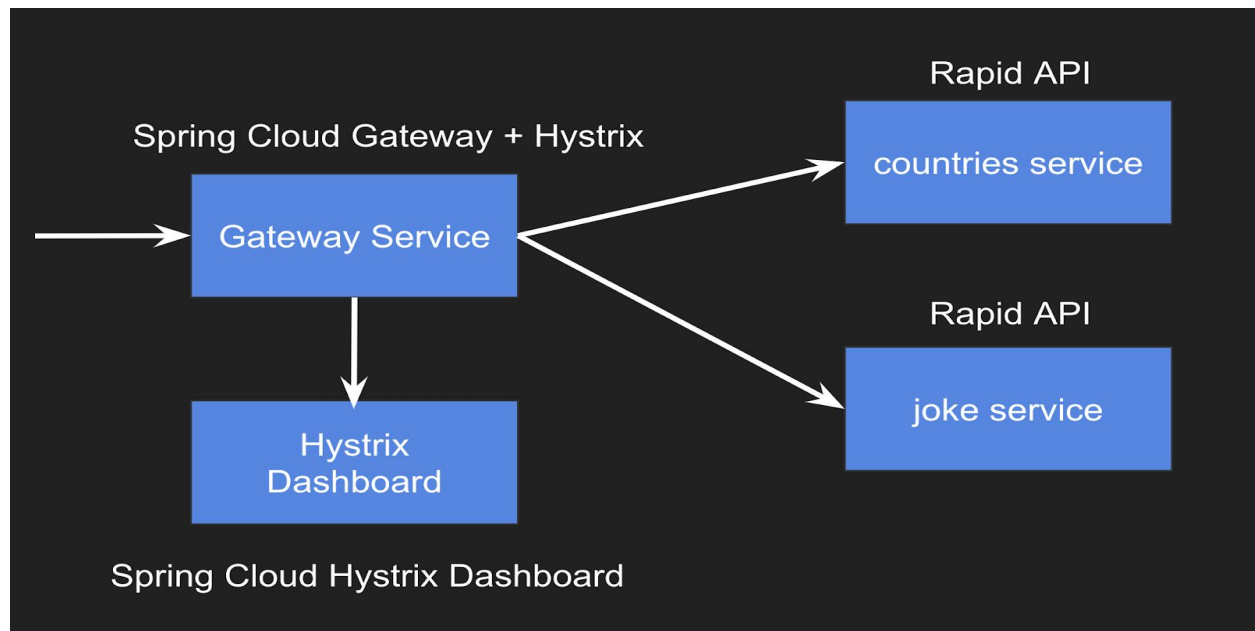 Rapid API
Spring Cloud Gateway + Hystrix
countries service
Gateway Service
Rapid API
joke service
Hystrix
Dashboard
Spring Cloud Hystrix Dashboard